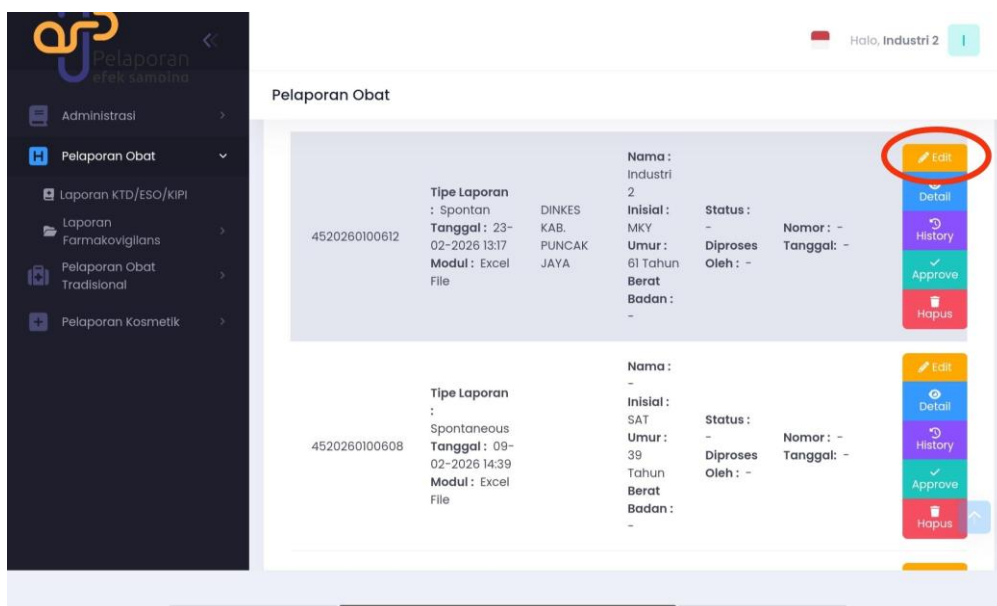 Pelaporan
efek samping
Halo, Industri 2
I
Pelaporan Obat
Administrasi
Pelaporan Obat
Laporan KTD/ESO/KIPI
Laporan
Farmakovigilans
Pelaporan Obat
Tradisional
Pelaporan Kosmetik
4520260100612
Tipe Laporan
: Spontan
Tanggal : 23-
02-2026 13:17
Modul : Excel
File
DINKES
KAB.
PUNCAK
JAYA
Nama :
Industri
2
Inisial :
MKY
Umur :
61 Tahun
Berat
Badan :
-
Status :
-
Diproses
Oleh : -
Nomor : -
Tanggal: -
Edit
Detail
History
Approve
Hapus
4520260100608
Tipe Laporan
:
Spontaneous
Tanggal : 09-
02-2026 14:39
Modul : Excel
File
Nama :
-
Inisial :
SAT
Umur :
39
Tahun
Berat
Badan :
-
Status :
-
Diproses
Oleh : -
Nomor : -
Tanggal: -
Edit
Detail
History
Approve
Hapus